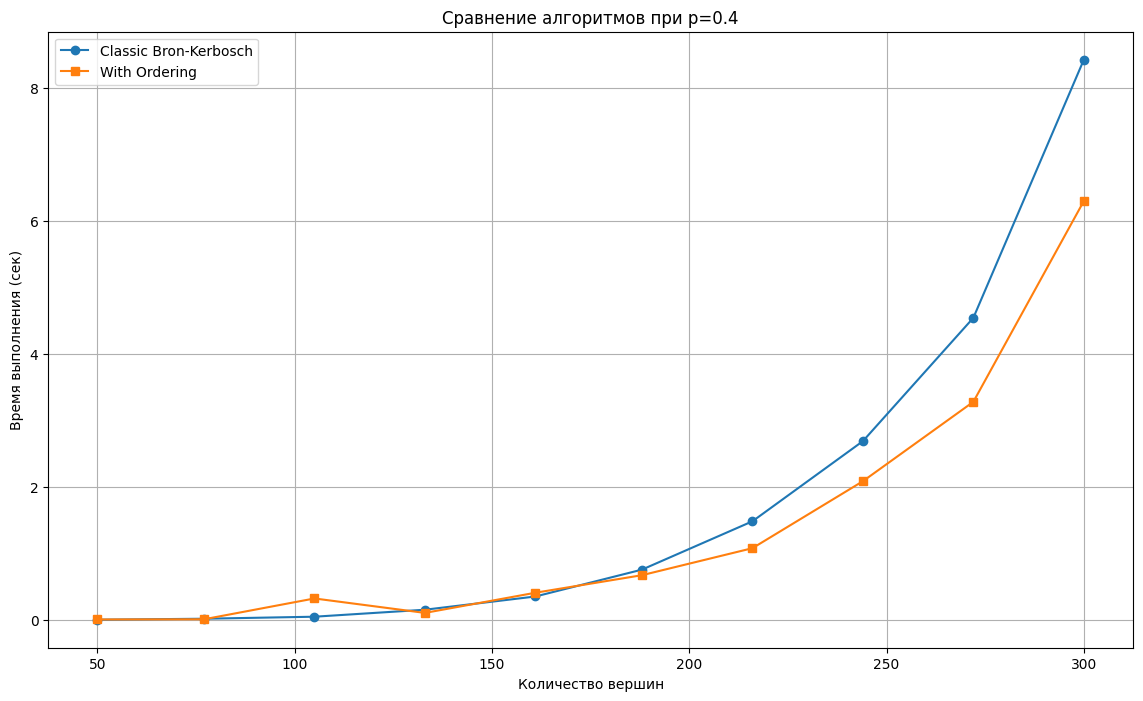 Сравнение алгоритмов при p=0.4
Classic Bron-Kerbosch
With Ordering
Время выполнения (сек)
8
6
4
2
0
50
100
150
200
250
300
Количество вершин